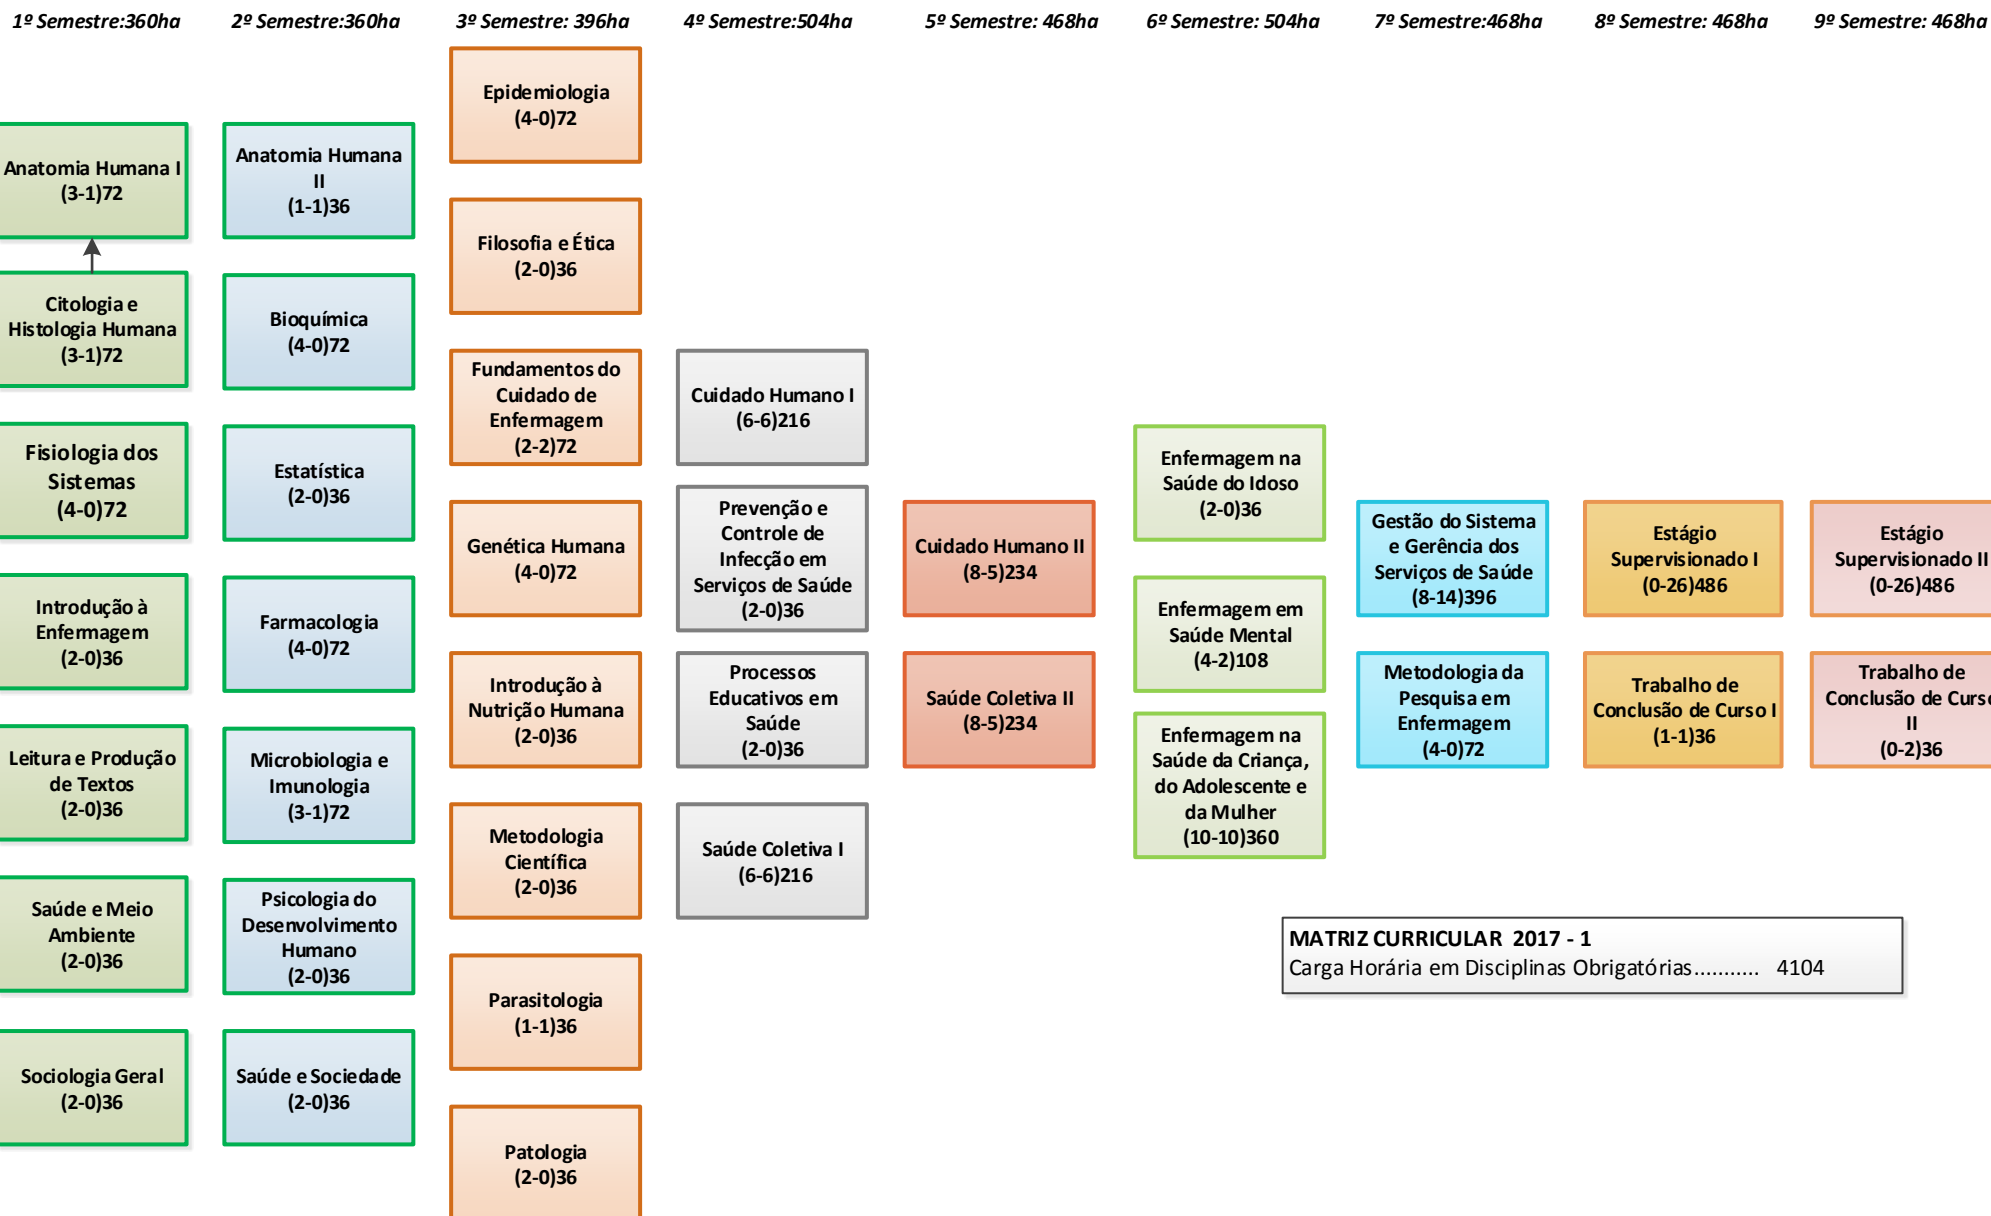 1º Semestre:360ha
2º Semestre:360ha
3º Semestre: 396ha
4º Semestre:504ha
5º Semestre: 468ha
6º Semestre: 504ha
7º Semestre:468ha
8º Semestre: 468ha
9º Semestre: 468ha
Anatomia Humana I
(3-1)72
Citologia e
Histologia Humana
(3-1)72
Fisiologia dos
Sistemas
(4-0)72
Introdução à
Enfermagem
(2-0)36
Leitura e Produção
de Textos
(2-0)36
Saúde e Meio
Ambiente
(2-0)36
Sociologia Geral
(2-0)36
Anatomia Humana
II
(1-1)36
Bioquímica
(4-0)72
Estatística
(2-0)36
Farmacologia
(4-0)72
Microbiologia e
Imunologia
(3-1)72
Psicologia do
Desenvolvimento
Humano
(2-0)36
Saúde e Sociedade
(2-0)36
Epidemiologia
(4-0)72
Filosofia e Ética
(2-0)36
Fundamentos do
Cuidado de
Enfermagem
(2-2)72
Genética Humana
(4-0)72
Introdução à
Nutrição Humana
(2-0)36
Metodologia
Científica
(2-0)36
Parasitologia
(1-1)36
Patologia
(2-0)36
Cuidado Humano I
(6-6)216
Prevenção e
Controle de
Infecção em
Serviços de Saúde
(2-0)36
Processos
Educativos em
Saúde
(2-0)36
Saúde Coletiva I
(6-6)216
Cuidado Humano II
(8-5)234
Saúde Coletiva II
(8-5)234
Enfermagem na
Saúde do Idoso
(2-0)36
Enfermagem em
Saúde Mental
(4-2)108
Enfermagem na
Saúde da Criança,
do Adolescente e
da Mulher
(10-10)360
Gestão do Sistema
e Gerência dos
Serviços de Saúde
(8-14)396
Metodologia da
Pesquisa em
Enfermagem
(4-0)72
Estágio
Supervisionado I
(0-26)486
Trabalho de
Conclusão de Curso I
(1-1)36
Estágio
Supervisionado II
(0-26)486
Trabalho de
Conclusão de Curso
II
(0-2)36
MATRIZ CURRICULAR 2017 - 1
Carga Horária em Disciplinas Obrigatórias........... 4104